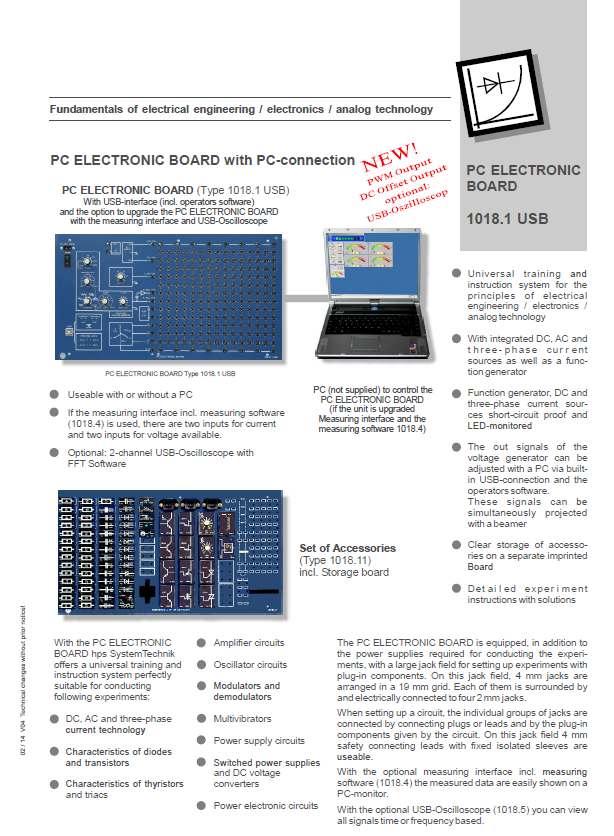 Fundamentals of electrical engineering / electronics / analog technology
PC ELECTRONIC BOARD with PC-connection
NEW!
PWM Output
DC Offset Output
optional:
USB-Oszilloscop
PC ELECTRONIC BOARD (Type 1018.1 USB)
With USB-interface (incl. operators software)
and the option to upgrade the PC ELECTRONIC BOARD
with the measuring interface and USB-Oscilloscope
PC ELECTRONIC
BOARD
1018.1 USB
PC ELECTRONIC BOARD Type 1018.1 USB
PC (not supplied) to control the
PC ELECTRONIC BOARD
(if the unit is upgraded
Measuring interface and the
measuring software 1018.4)
Useable with or without a PC
If the measuring interface incl. measuring software
(1018.4) is used, there are two inputs for current
and two inputs for voltage available.
Optional: 2-channel USB-Oscilloscope with
FFT Software
Set of Accessories
(Type 1018.11)
incl. Storage board
Universal training and
instruction system for the
principles of electrical
engineering / electronics /
analog technology
With integrated DC, AC and
three-phase current
sources as well as a func-
tion generator
Function generator, DC and
three-phase current sour-
ces short-circuit proof and
LED-monitored
The out signals of the
voltage generator can be
adjusted with a PC via built-
in USB-connection and the
operators software.
These signals can be
simultaneously projected
with a beamer
Clear storage of accesso-
ries on a separate imprinted
Board
Detailed experiment
instructions with solutions
With the PC ELECTRONIC
BOARD hps SystemTechnik
offers a universal training and
instruction system perfectly
suitable for conducting
following experiments:
DC, AC and three-phase
current technology
Characteristics of diodes
and transistors
Characteristics of thyristors
and triacs
Amplifier circuits
Oscillator circuits
Modulators and
demodulators
Multivibrators
Power supply circuits
Switched power supplies
and DC voltage
converters
Power electronic circuits
The PC ELECTRONIC BOARD is equipped, in addition to
the power supplies required for conducting the experi-
ments, with a large jack field for setting up experiments with
plug-in components. On this jack field, 4 mm jacks are
arranged in a 19 mm grid. Each of them is surrounded by
and electrically connected to four 2 mm jacks.
When setting up a circuit, the individual groups of jacks are
connected by connecting plugs or leads and by the plug-in
components given by the circuit. On this jack field 4 mm
safety connecting leads with fixed isolated sleeves are
useable.
With the optional measuring interface incl. measuring
software (1018.4) the measured data are easily shown on a
PC-monitor.
With the optional USB-Oscilloscope (1018.5) you can view
all signals time or frequency based.
02 / 14 V04 Technical changes without prior notice!